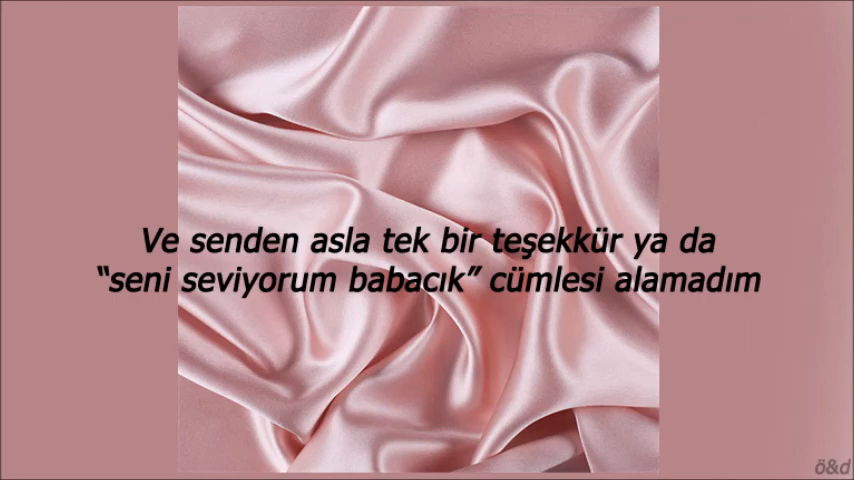 Ve senden asla tek bir teşekkür ya da
“seni seviyorum babacık” cümlesi alamadım
ö&d